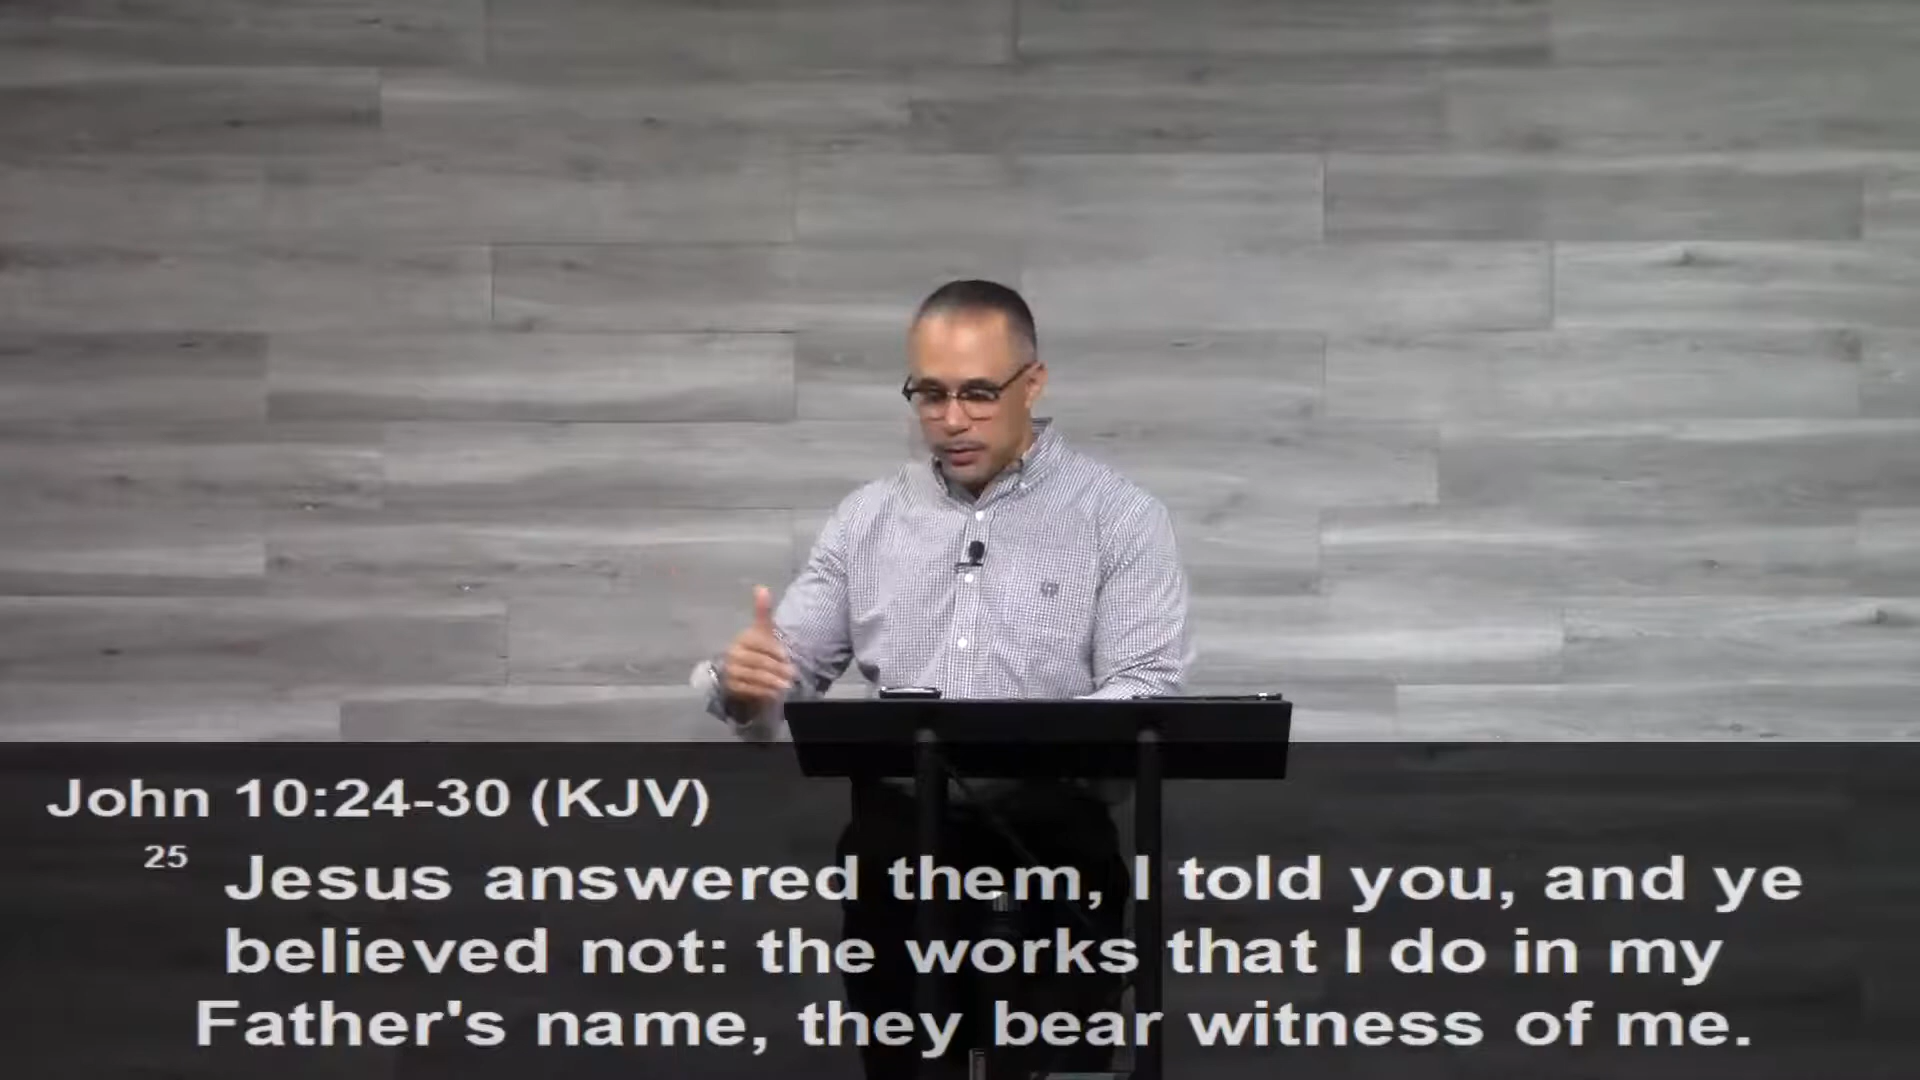 John 10:24-30 (KJV)
25 Jesus answered them, I told you, and ye
believed not: the works that I do in my
Father's name, they bear witness of me.